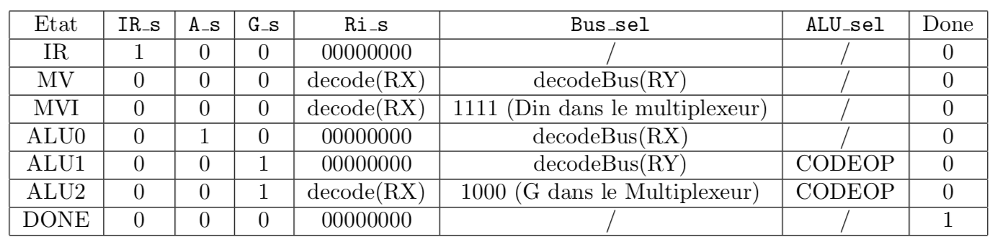 Etat IR_s A_s G_s Ri_s Bus_sel ALU_sel Done
IR 1 0 0 00000000 / / 0
MV 0 0 0 decode(RX) decodeBus(RY) / 0
MVI 0 0 0 decode(RX) 1111 (Din dans le multiplexeur) / 0
ALU0 0 1 0 00000000 decodeBus(RX) / 0
ALU1 0 0 1 00000000 decodeBus(RY) CODEOP 0
ALU2 0 0 1 decode(RX) 1000 (G dans le Multiplexeur) CODEOP 0
DONE 0 0 0 00000000 / / 1